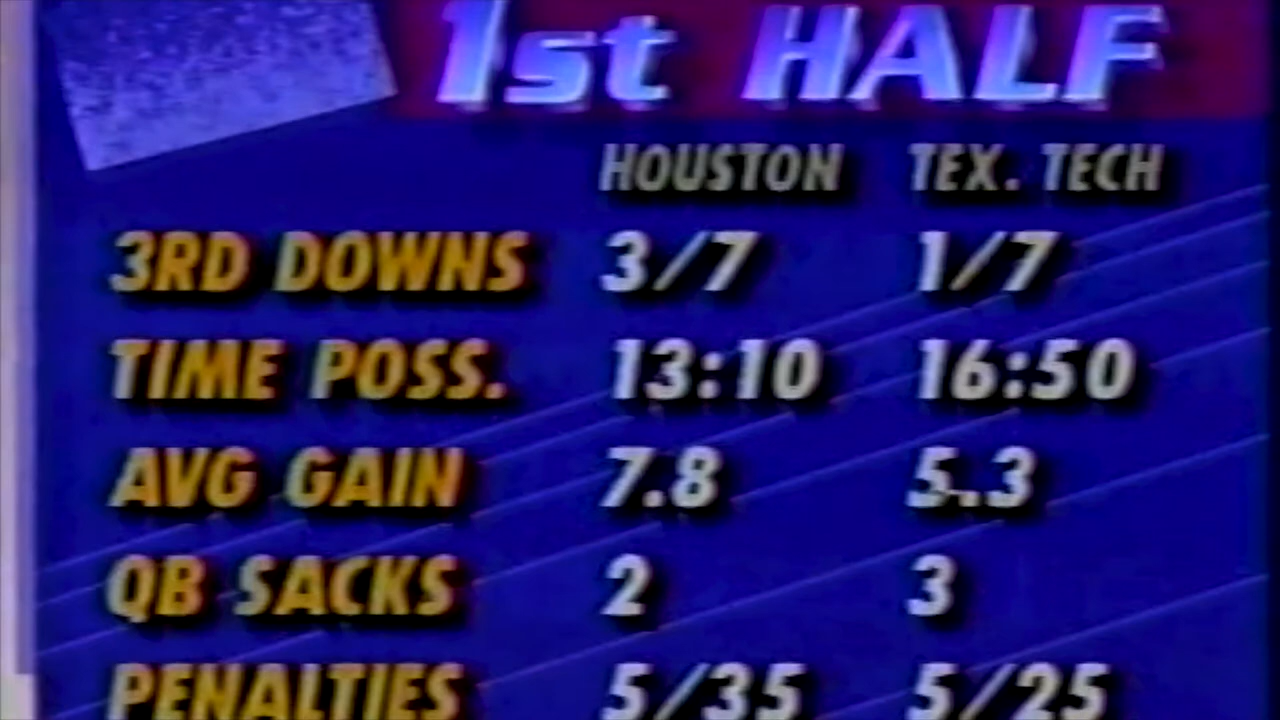 1st HALF
HOUSTON TEX. TECH
3RD DOWNS 3/7 1/7
TIME POSS. 13:10 16:50
AVG GAIN 7.8 5.3
QB SACKS 2 3
PENALTIES 5/35 5/25